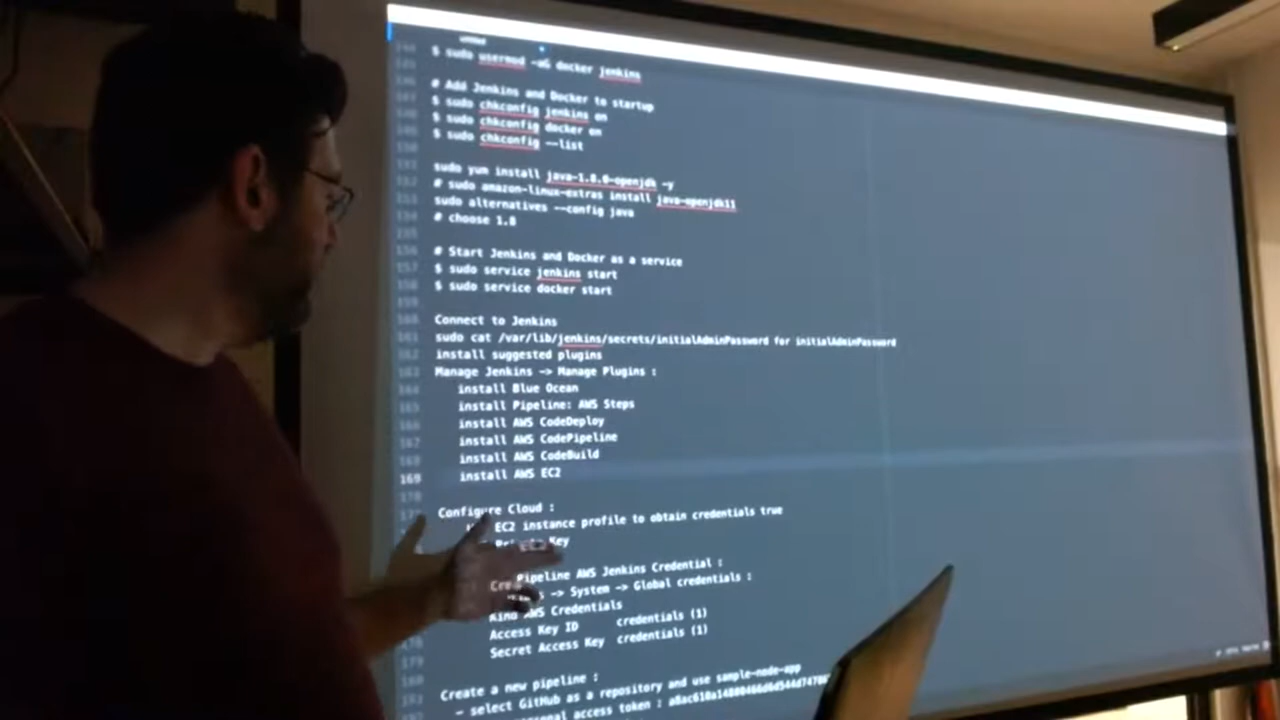 $ sudo usermod -aG docker jenkins
# Add Jenkins and Docker to startup
$ sudo chkconfig jenkins on
$ sudo chkconfig docker on
$ sudo chkconfig --list
sudo yum install java-1.8.0-openjdk -y
# sudo amazon-linux-extras install java-openjdk11
sudo alternatives --config java
# choose 1.8
# Start Jenkins and Docker as a service
$ sudo service jenkins start
$ sudo service docker start
Connect to Jenkins
sudo cat /var/lib/jenkins/secrets/initialAdminPassword for initialAdminPassword
install suggested plugins
Manage Jenkins -> Manage Plugins :
install Blue Ocean
install Pipeline: AWS Steps
install AWS CodeDeploy
install AWS CodePipeline
install AWS CodeBuild
169 install AWS EC2
Configure Cloud :
EC2 instance profile to obtain credentials true
Key
Pipeline AWS Jenkins Credential :
-> System -> Global credentials :
Kind AWS Credentials
Access Key ID credentials (1)
Secret Access Key credentials (1)
Create a new pipeline :
- select GitHub as a repository and use sample-node-app
access token :